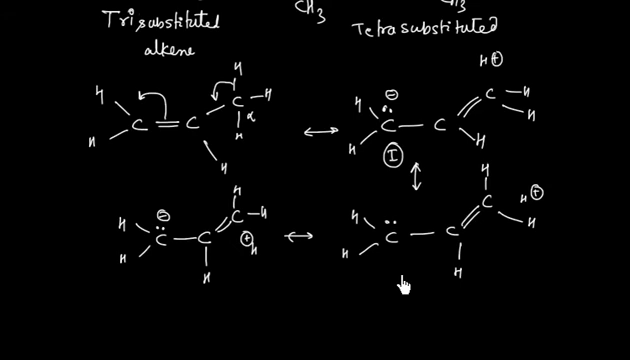 CH3 CH3
Trisubstituted Tetrasubstituted
alkene
H H ⊕
H H ⊖ C H
H C = C C H ↔ H C — C H
H α H
H H I
H H
⊖ H H ⊕
H C — C C H ↔ H C — C C H
H ⊕ H
H H H